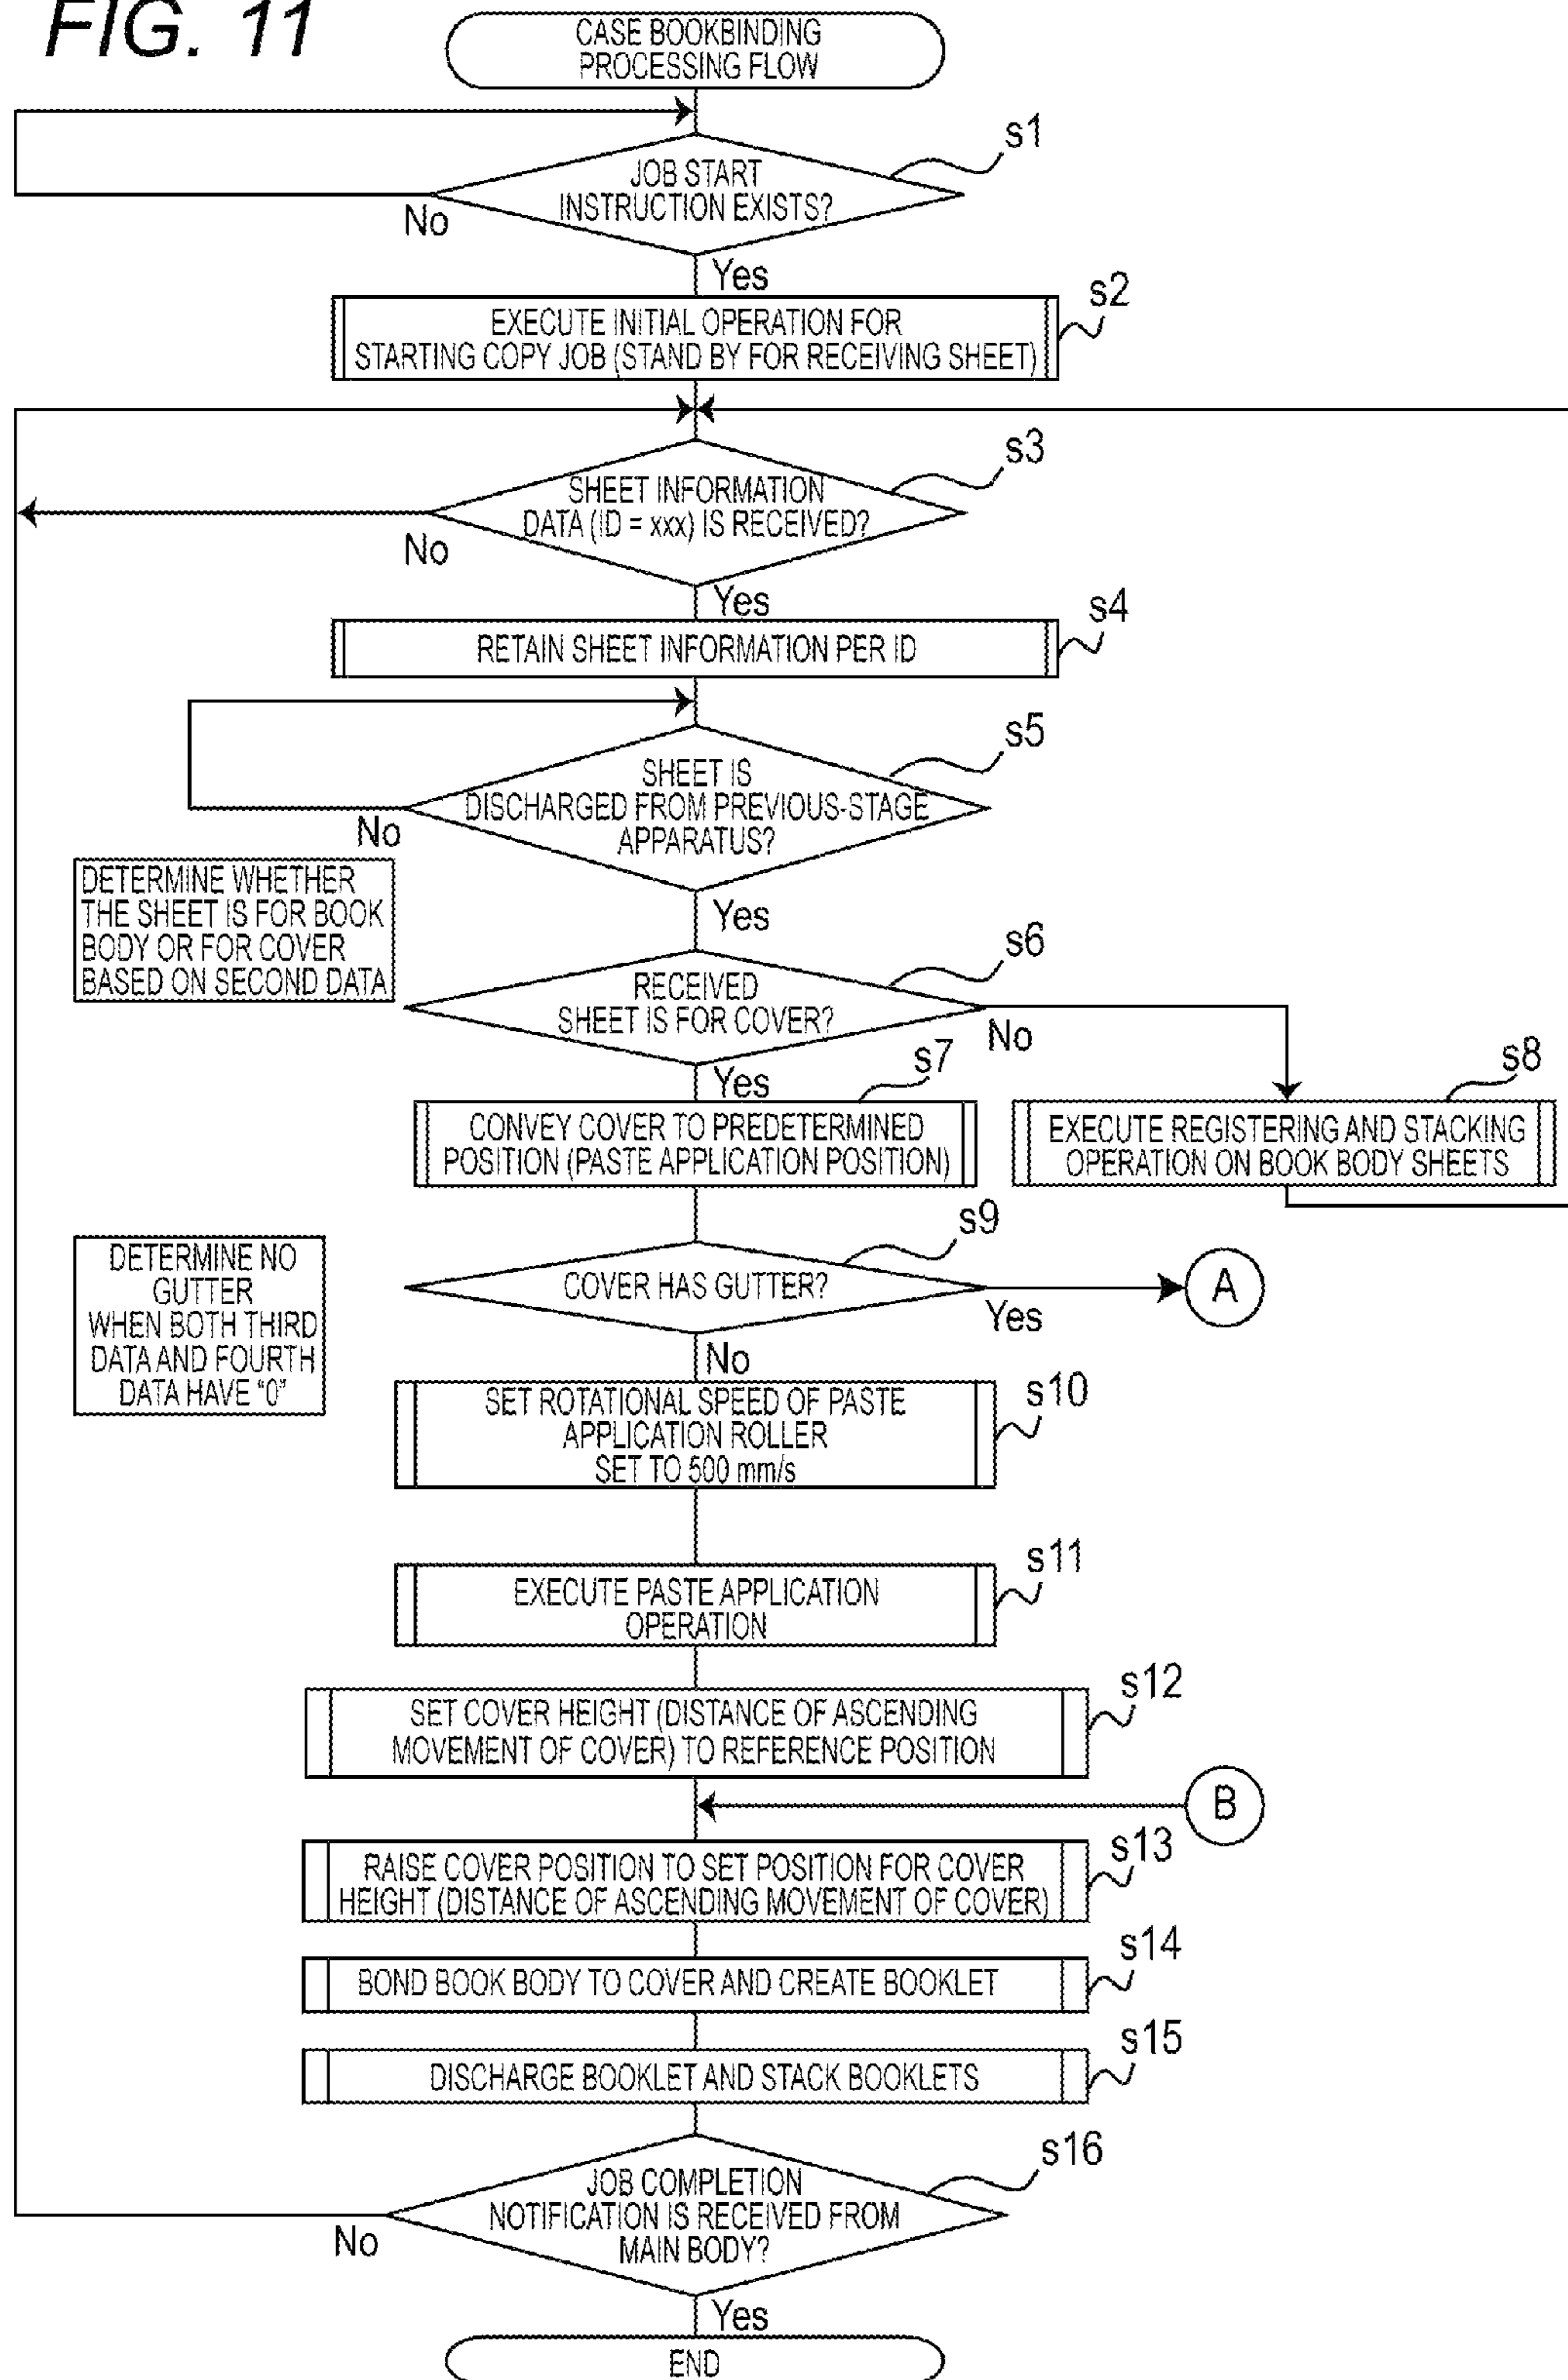 FIG. 11
CASE BOOKBINDING
PROCESSING FLOW
s1
JOB START
INSTRUCTION EXISTS?
No
Yes
s2
EXECUTE INITIAL OPERATION FOR
STARTING COPY JOB (STAND BY FOR RECEIVING SHEET)
s3
SHEET INFORMATION
DATA (ID = xxx) IS RECEIVED?
No
Yes
s4
RETAIN SHEET INFORMATION PER ID
s5
SHEET IS
DISCHARGED FROM PREVIOUS-STAGE
APPARATUS?
No
Yes
DETERMINE WHETHER
THE SHEET IS FOR BOOK
BODY OR FOR COVER
BASED ON SECOND DATA
s6
RECEIVED
SHEET IS FOR COVER?
No
Yes
s7
CONVEY COVER TO PREDETERMINED
POSITION (PASTE APPLICATION POSITION)
s8
EXECUTE REGISTERING AND STACKING
OPERATION ON BOOK BODY SHEETS
s9
COVER HAS GUTTER?
Yes
A
No
DETERMINE NO
GUTTER
WHEN BOTH THIRD
DATA AND FOURTH
DATA HAVE "0"
s10
SET ROTATIONAL SPEED OF PASTE
APPLICATION ROLLER
SET TO 500 mm/s
s11
EXECUTE PASTE APPLICATION
OPERATION
s12
SET COVER HEIGHT (DISTANCE OF ASCENDING
MOVEMENT OF COVER) TO REFERENCE POSITION
B
s13
RAISE COVER POSITION TO SET POSITION FOR COVER
HEIGHT (DISTANCE OF ASCENDING MOVEMENT OF COVER)
s14
BOND BOOK BODY TO COVER AND CREATE BOOKLET
s15
DISCHARGE BOOKLET AND STACK BOOKLETS
s16
JOB COMPLETION
NOTIFICATION IS RECEIVED FROM
MAIN BODY?
No
Yes
END